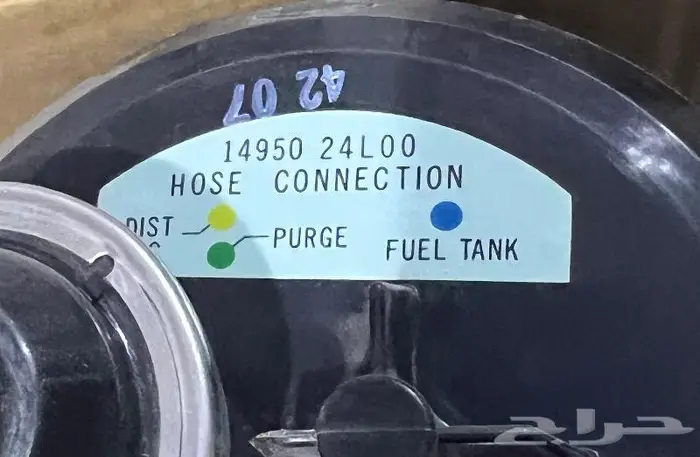 42 07
14950 24L00
HOSE CONNECTION
DIST
PURGE
FUEL TANK
حراج